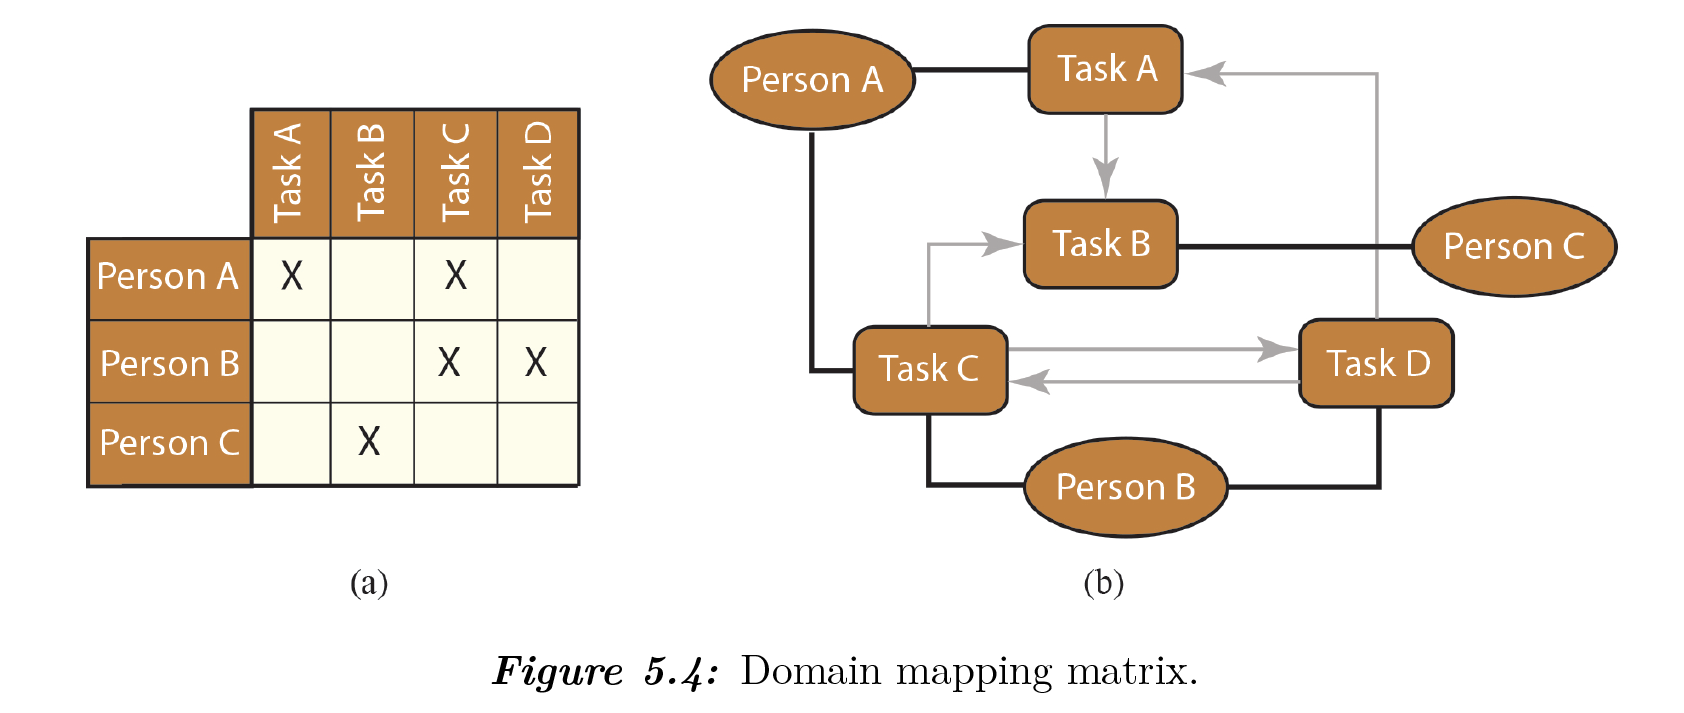 Task A
Task B
Task C
Task D
Person A X X
Person B X X
Person C X
(a)
Person A
Task A
Task B
Person C
Task C
Task D
Person B
(b)
Figure 5.4: Domain mapping matrix.